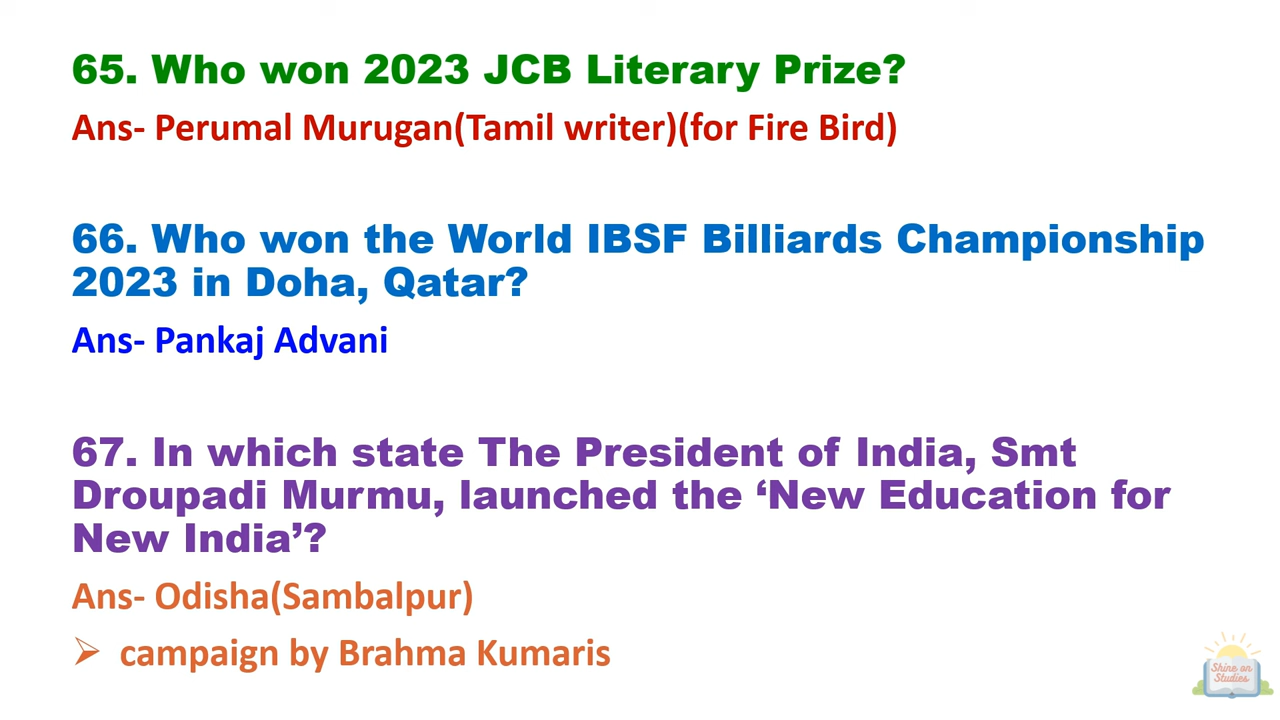 65. Who won 2023 JCB Literary Prize?
Ans- Perumal Murugan(Tamil writer)(for Fire Bird)
66. Who won the World IBSF Billiards Championship
2023 in Doha, Qatar?
Ans- Pankaj Advani
67. In which state The President of India, Smt
Droupadi Murmu, launched the ‘New Education for
New India’?
Ans- Odisha(Sambalpur)
➢ campaign by Brahma Kumaris
Shine on
Studies